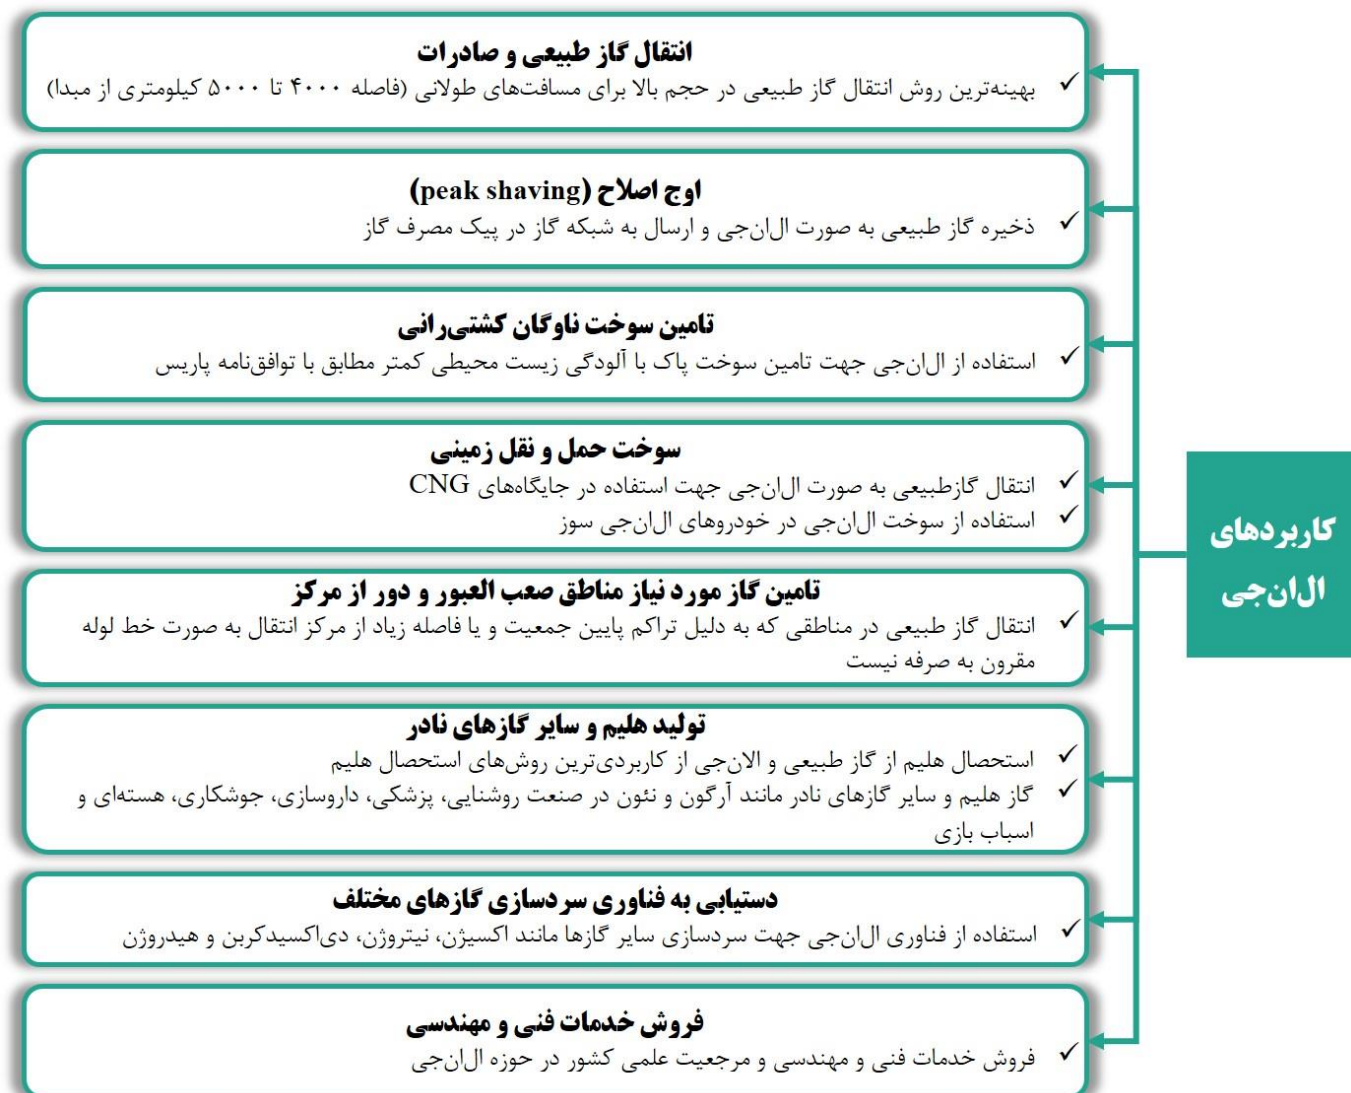 کاربردهای
ال‌ان‌جی
انتقال گاز طبیعی و صادرات
✓ بهینه‌ترین روش انتقال گاز طبیعی در حجم بالا برای مسافت‌های طولانی (فاصله ۴۰۰۰ تا ۵۰۰۰ کیلومتری از مبدا)
اوج اصلاح (peak shaving)
✓ ذخیره گاز طبیعی به صورت ال‌ان‌جی و ارسال به شبکه گاز در پیک مصرف گاز
تامین سوخت ناوگان کشتی‌رانی
✓ استفاده از ال‌ان‌جی جهت تامین سوخت پاک با آلودگی زیست محیطی کمتر مطابق با توافق‌نامه پاریس
سوخت حمل و نقل زمینی
✓ انتقال گازطبیعی به صورت ال‌ان‌جی جهت استفاده در جایگاه‌های CNG
✓ استفاده از سوخت ال‌ان‌جی در خودروهای ال‌ان‌جی سوز
تامین گاز مورد نیاز مناطق صعب العبور و دور از مرکز
✓ انتقال گاز طبیعی در مناطقی که به دلیل تراکم پایین جمعیت و یا فاصله زیاد از مرکز انتقال به صورت خط لوله
مقرون به صرفه نیست
تولید هلیم و سایر گازهای نادر
✓ استحصال هلیم از گاز طبیعی و الان‌جی از کاربردی‌ترین روش‌های استحصال هلیم
✓ گاز هلیم و سایر گازهای نادر مانند آرگون و نئون در صنعت روشنایی، پزشکی، داروسازی، جوشکاری، هسته‌ای و
اسباب بازی
دستیابی به فناوری سردسازی گازهای مختلف
✓ استفاده از فناوری ال‌ان‌جی جهت سردسازی سایر گازها مانند اکسیژن، نیتروژن، دی‌اکسیدکربن و هیدروژن
فروش خدمات فنی و مهندسی
✓ فروش خدمات فنی و مهندسی و مرجعیت علمی کشور در حوزه ال‌ان‌جی